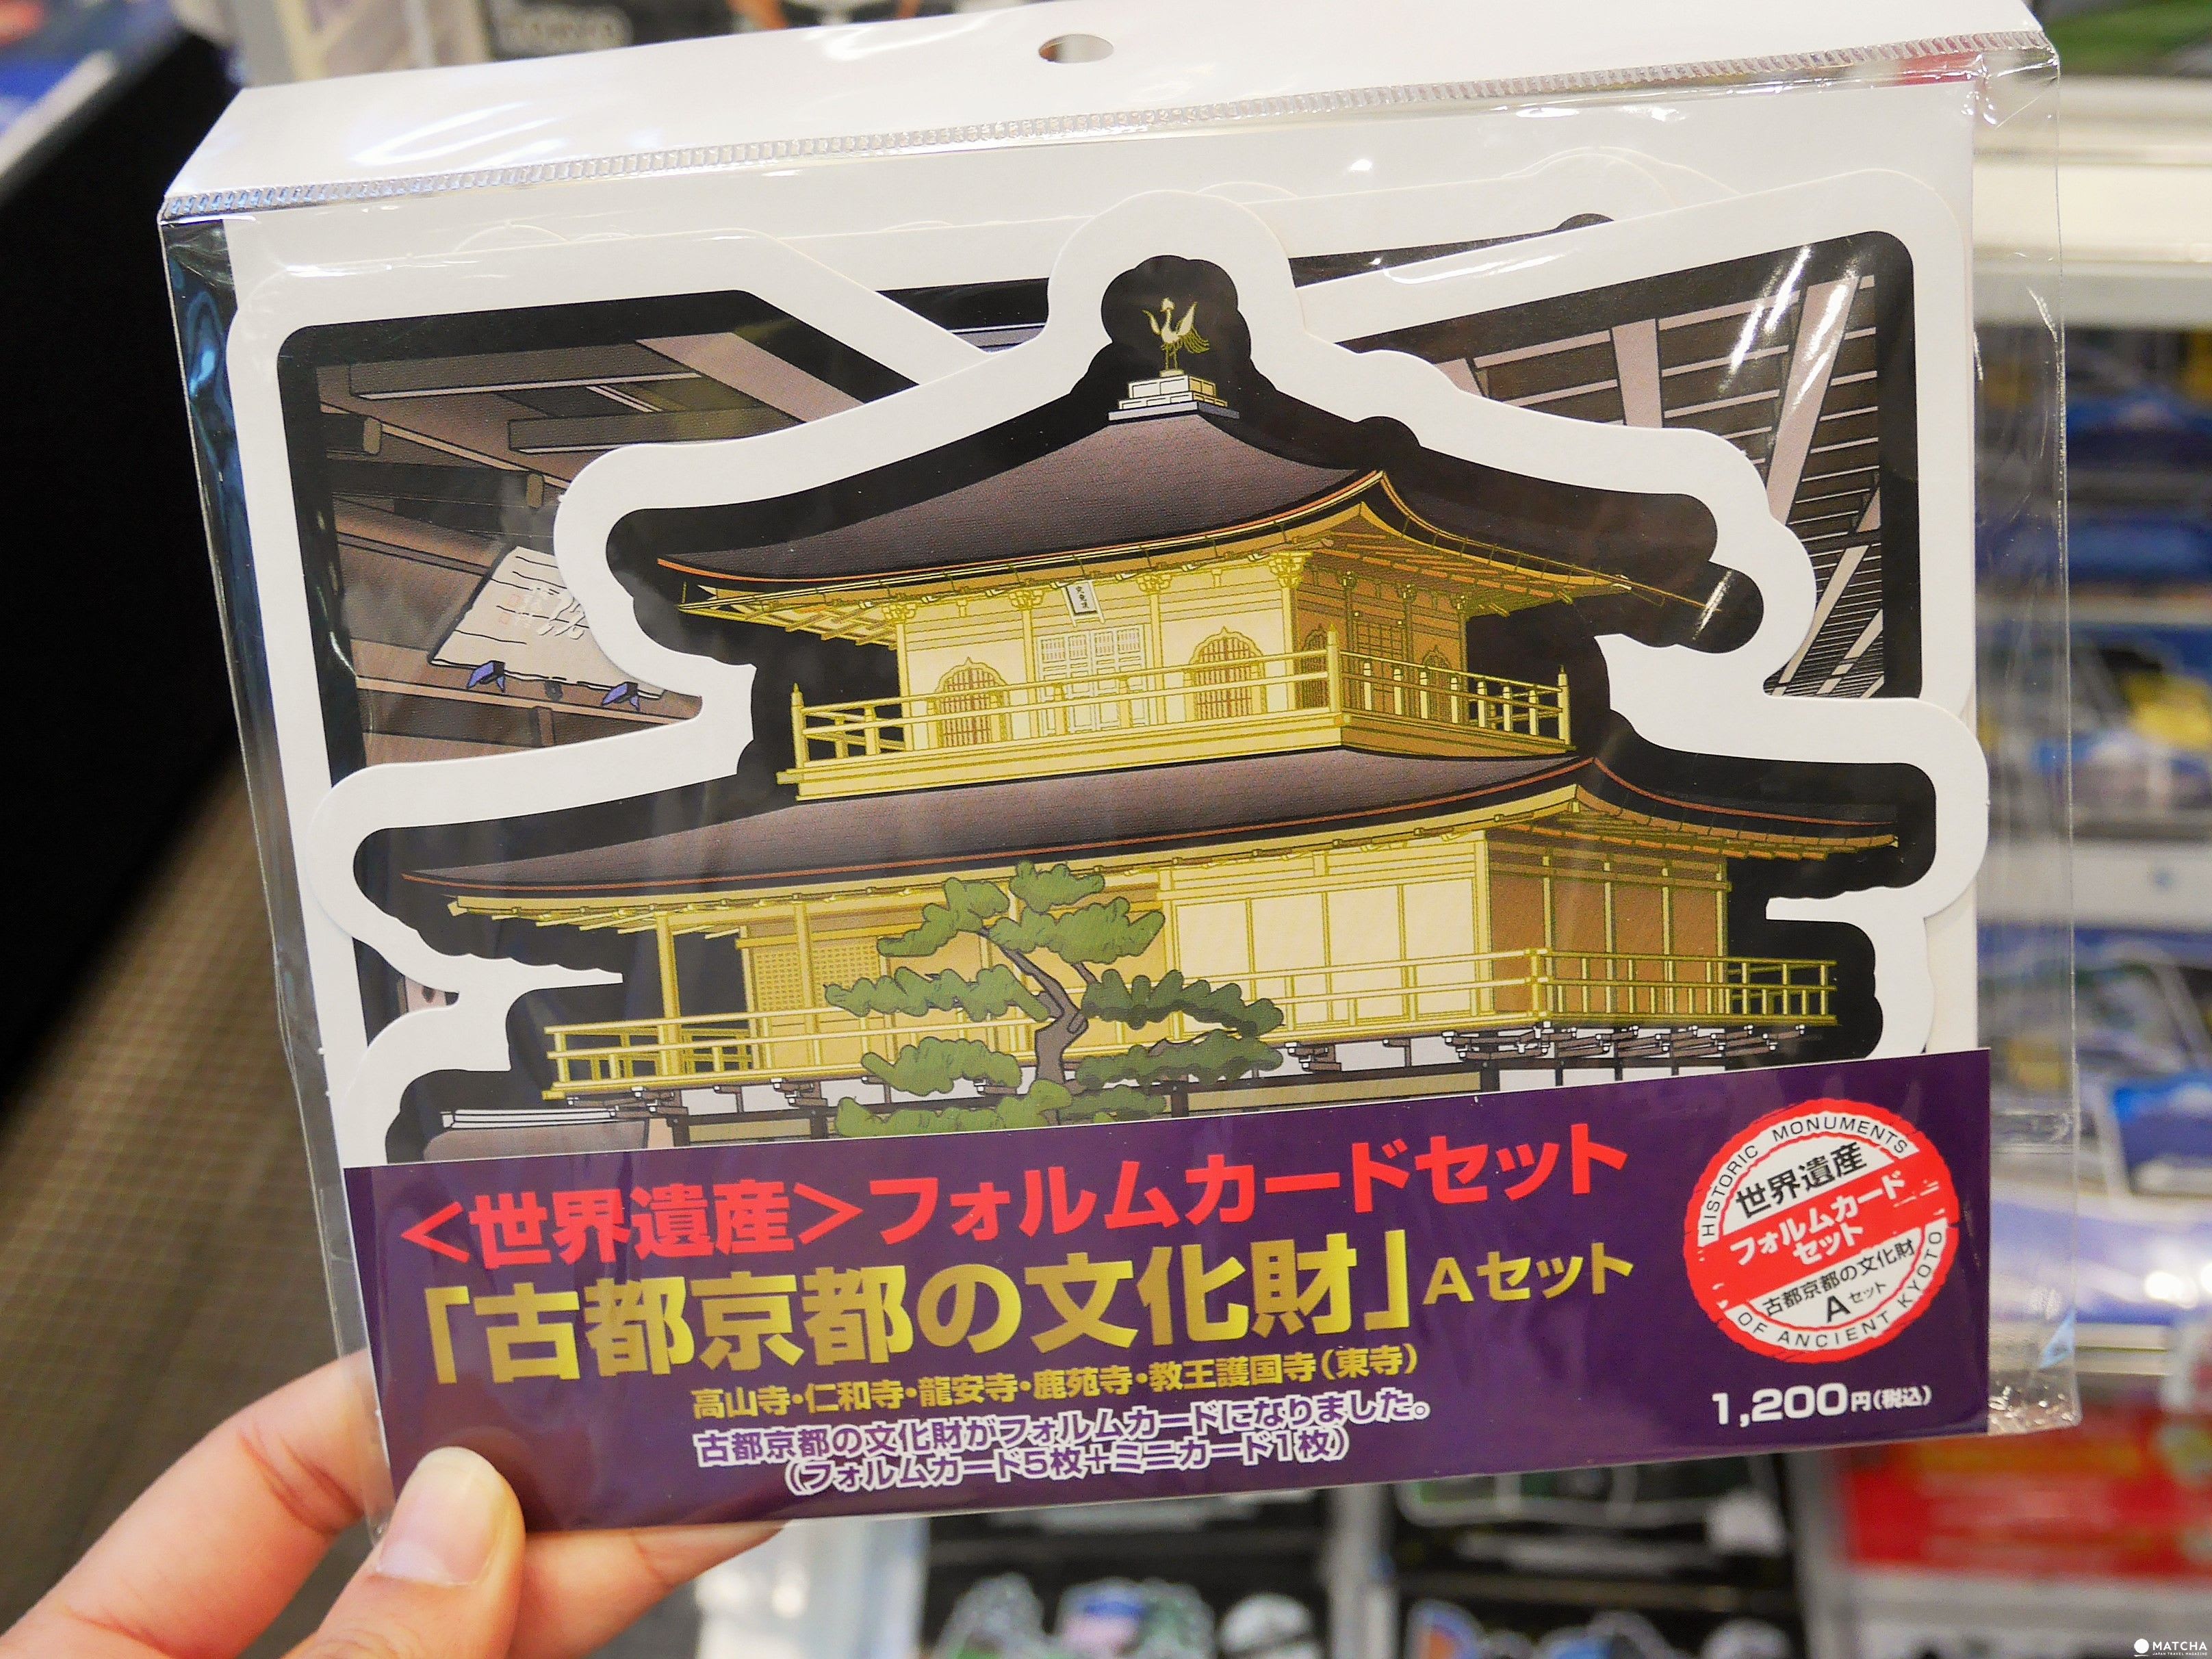 究竟頂
＜世界遺産＞フォルムカードセット
「古都京都の文化財」Aセット
高山寺・仁和寺・龍安寺・鹿苑寺・教王護国寺（東寺）
古都京都の文化財がフォルムカードになりました。
（フォルムカード5枚＋ミニカード1枚）
HISTORIC MONUMENTS
世界遺産
フォルムカード
セット
古都京都の文化財
Aセット
OF ANCIENT KYOTO
1,200円（税込）
MATCHA
JAPAN TRAVEL MAGAZINE